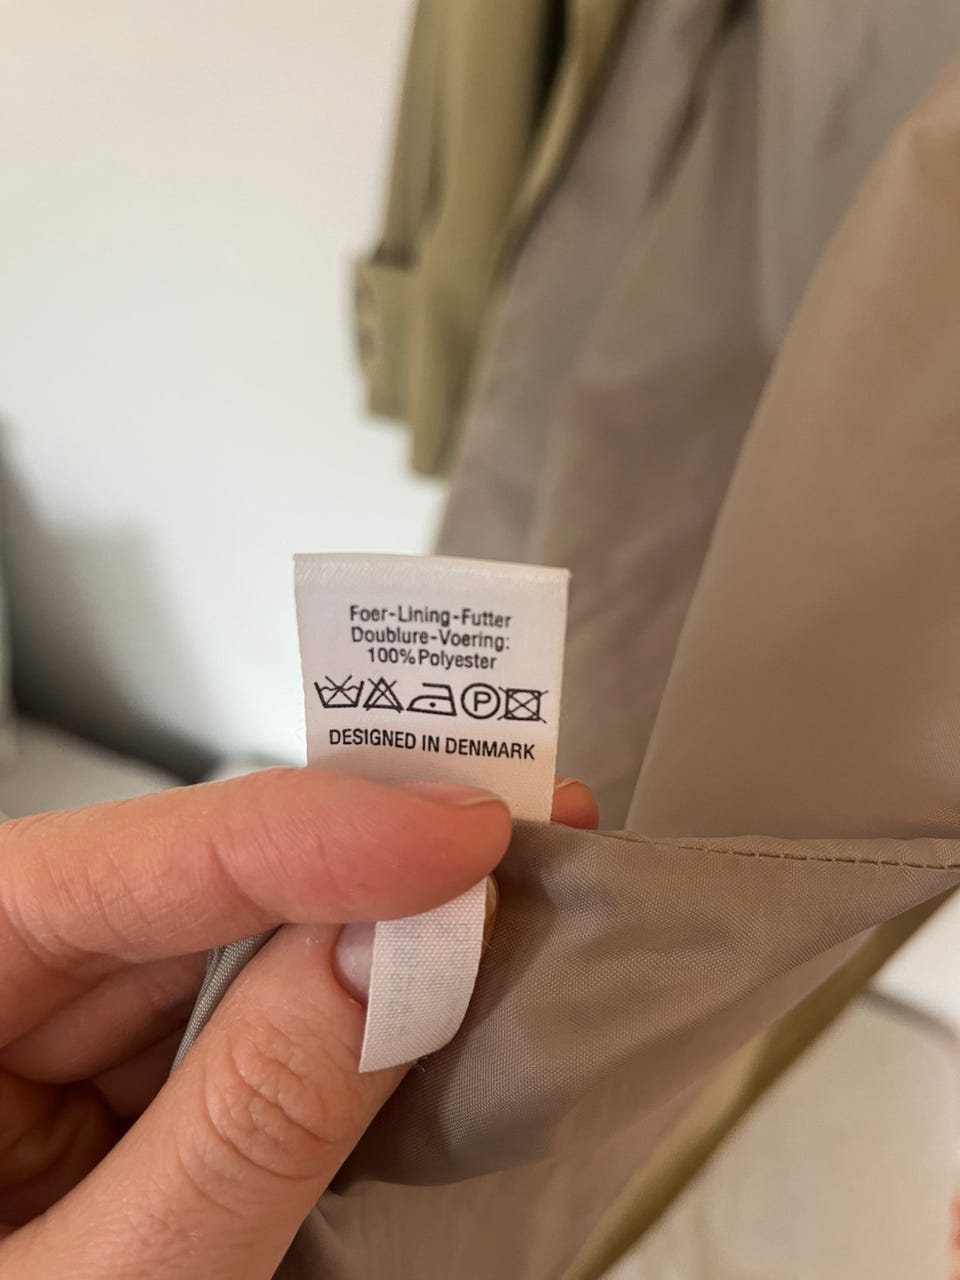 Foer-Lining-Futter
Doublure-Voering:
100% Polyester
P
DESIGNED IN DENMARK